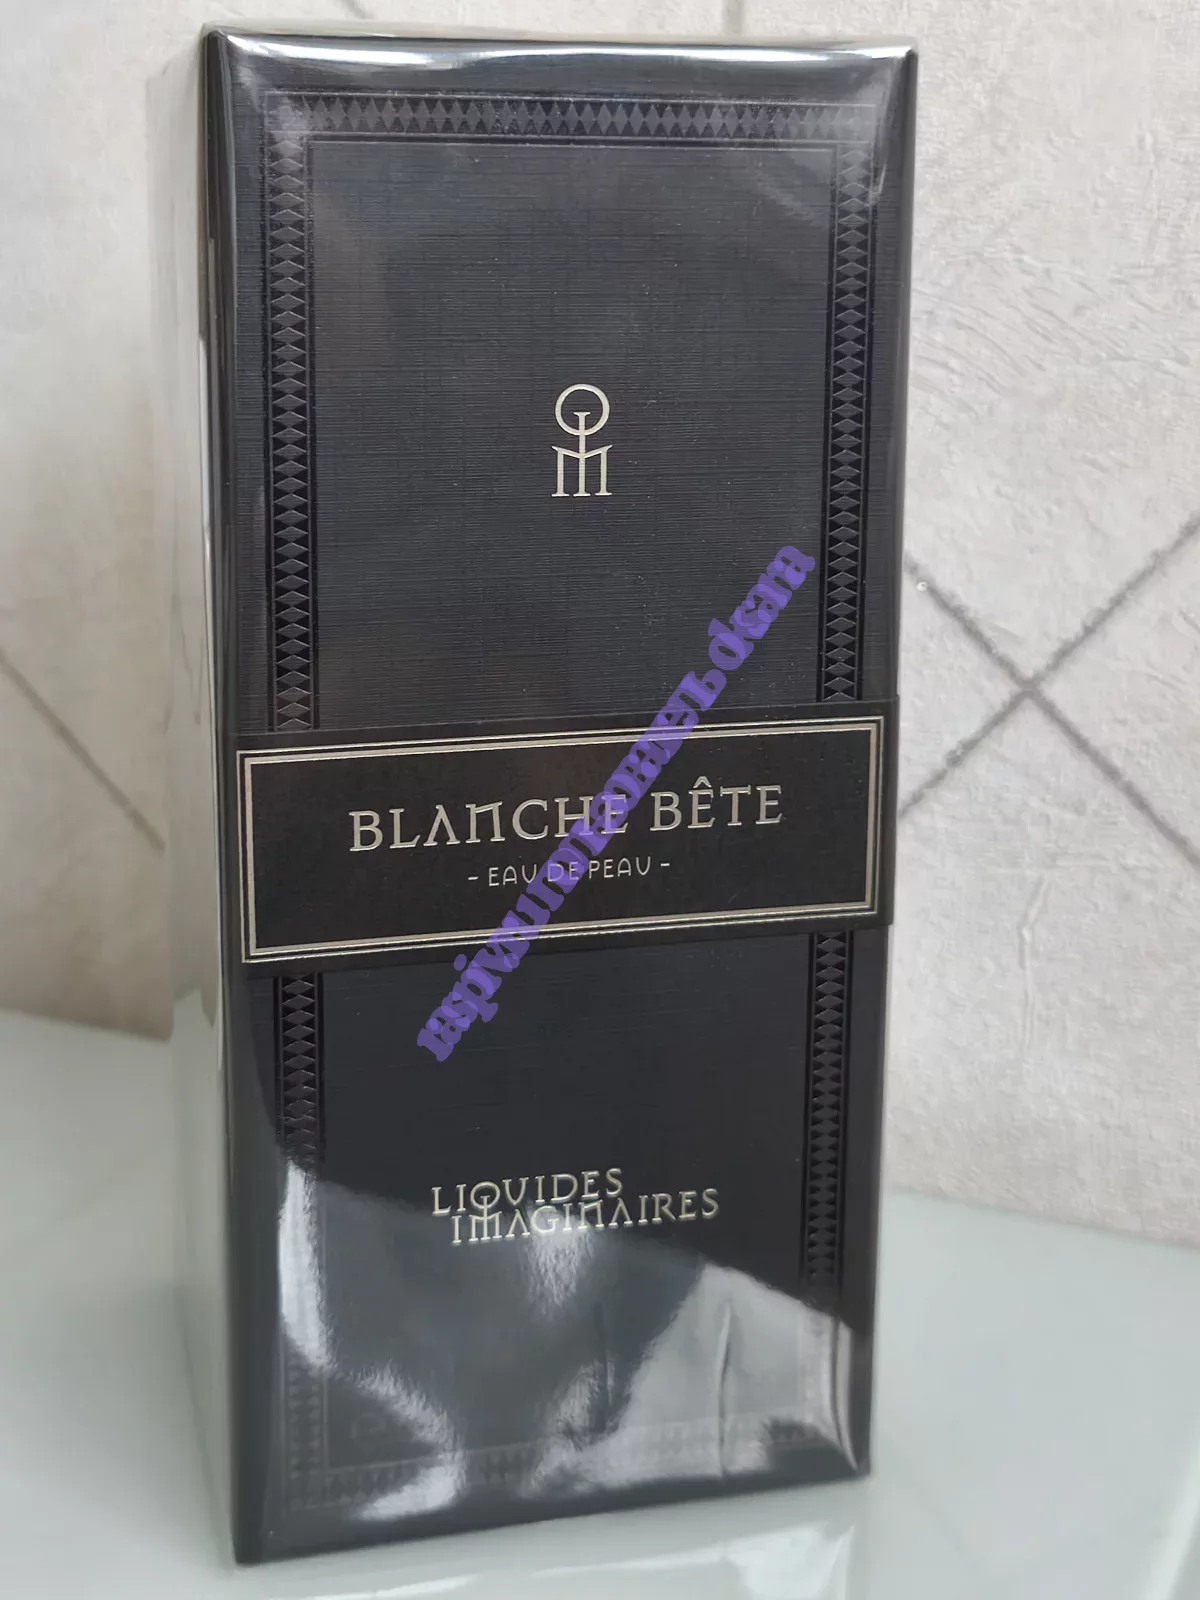 BLANCHE BÊTE
- EAU DE PEAU -
LIQUIDES
IMAGINAIRES